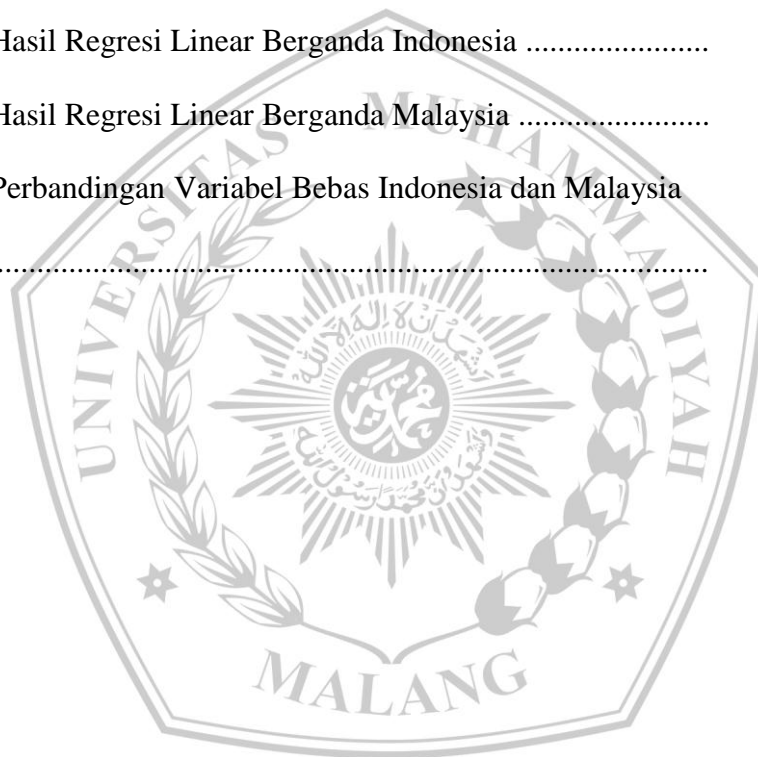 Hasil Regresi Linear Berganda Indonesia .......................
Hasil Regresi Linear Berganda Malaysia ........................
Perbandingan Variabel Bebas Indonesia dan Malaysia
.........................................................................................
UNIVERSITAS MUHAMMADIYAH
MALANG